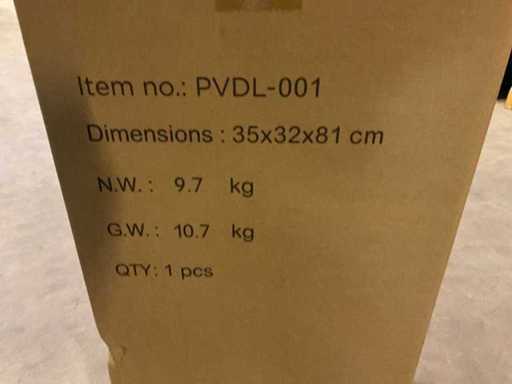 Item no.: PVDL-001
Dimensions : 35x32x81 cm
N.W. : 9.7 kg
G.W. : 10.7 kg
QTY: 1 pcs